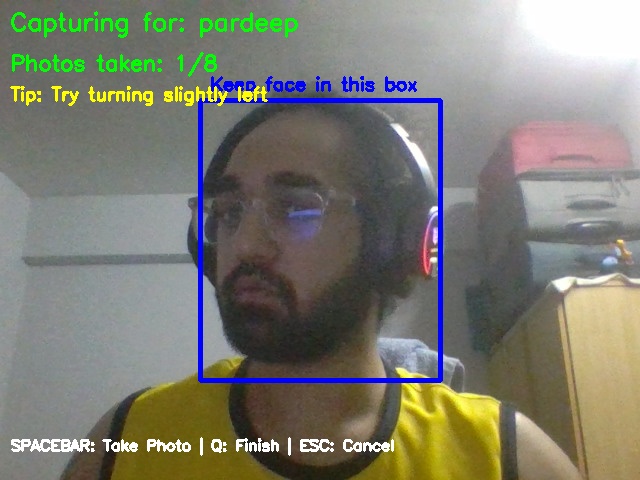 Capturing for: pardeep
Photos taken: 1/8
Keep face in this box
Tip: Try turning slightly left
SPACEBAR: Take Photo | Q: Finish | ESC: Cancel